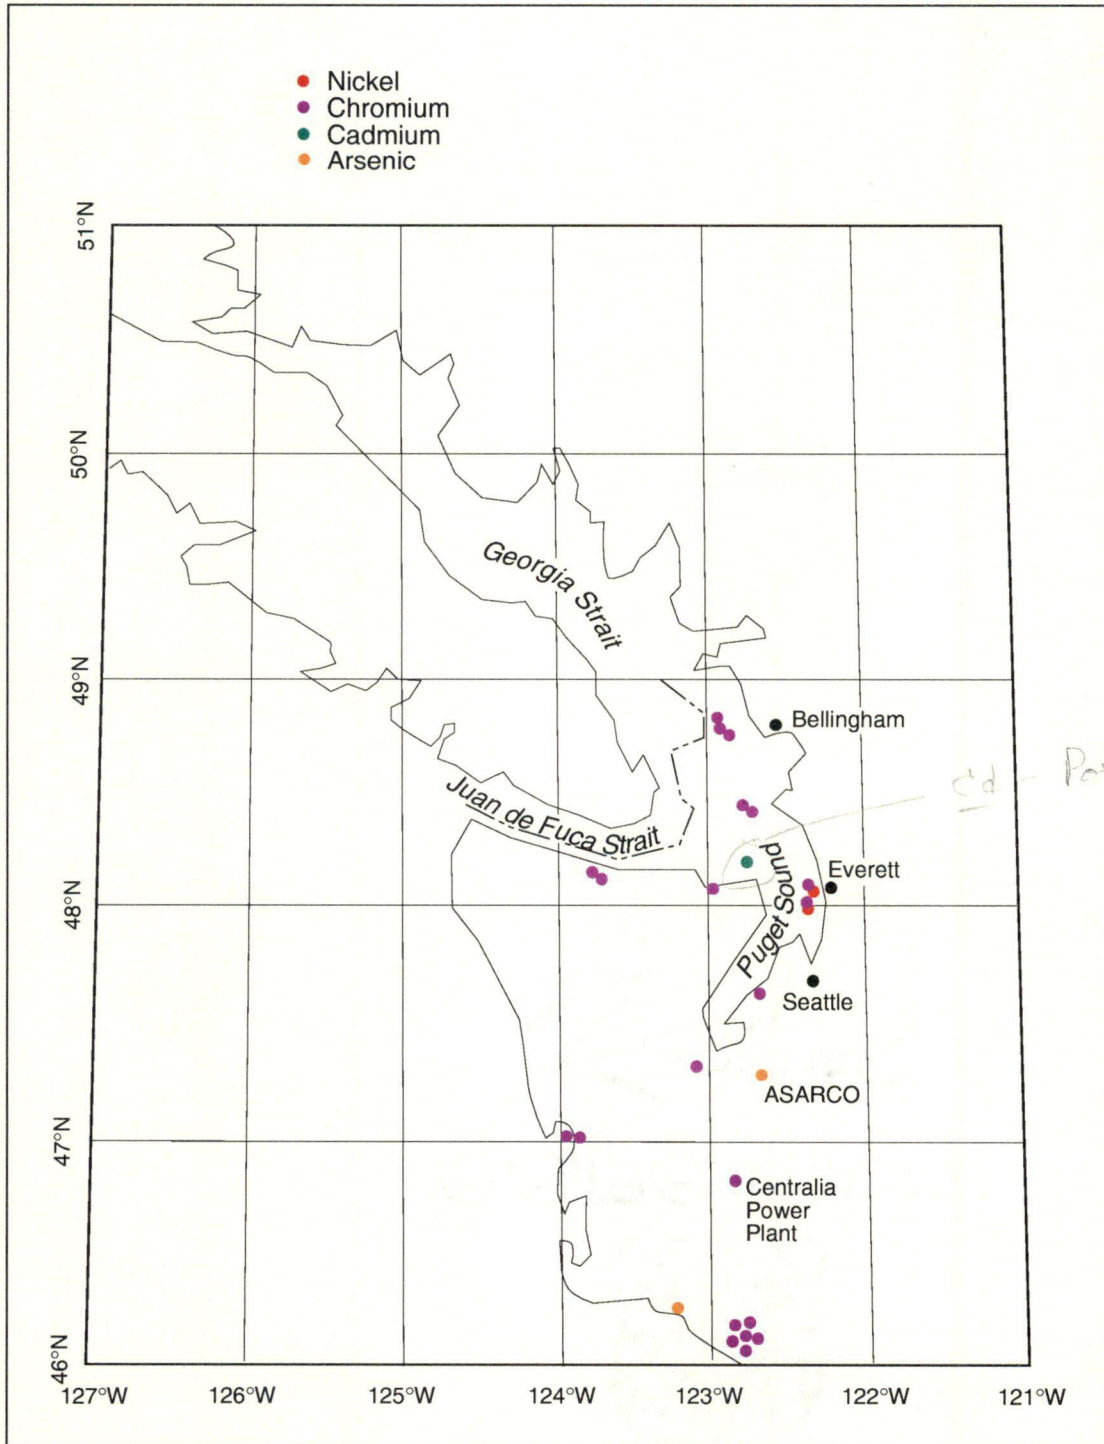 Nickel
Chromium
Cadmium
Arsenic
51°N
50°N
49°N
48°N
47°N
46°N
Georgia Strait
Bellingham
Juan de Fuca Strait
Cd -
Puget Sound
Everett
Seattle
ASARCO
Centralia
Power
Plant
127°W
126°W
125°W
124°W
123°W
122°W
121°W